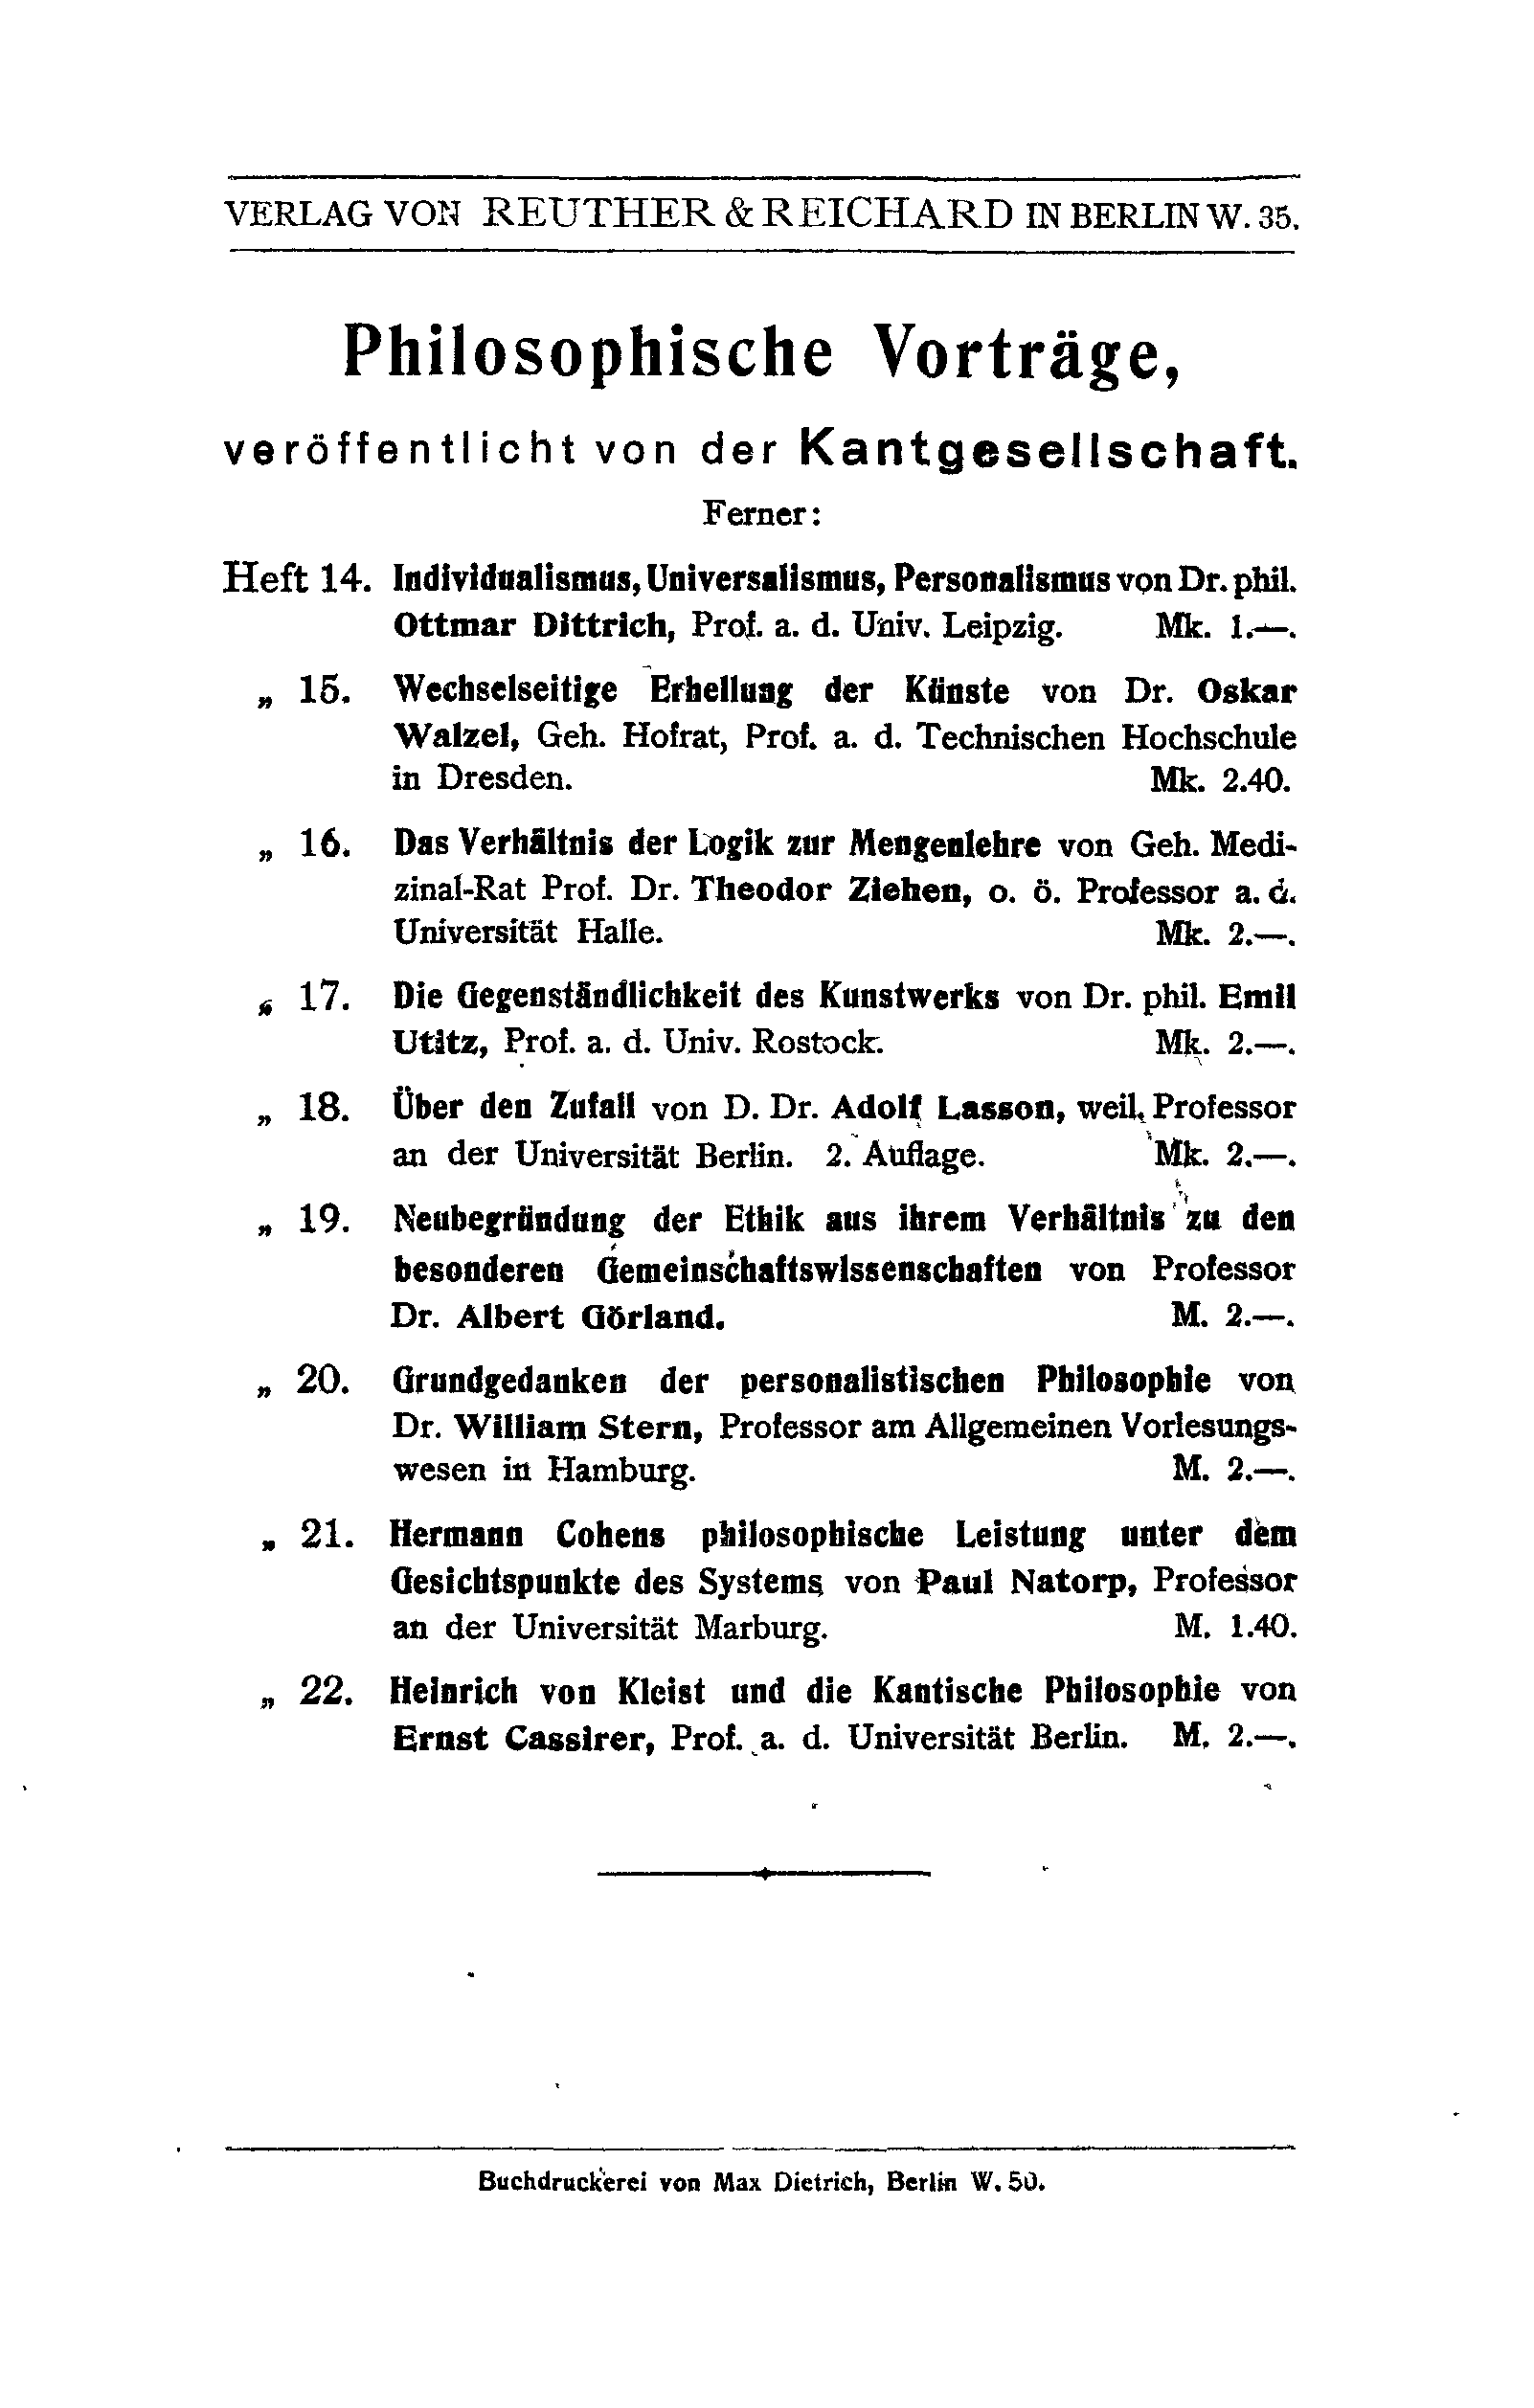 VERLAG VON REUTHER & REICHARD IN BERLIN W. 35.
Philosophische Vorträge,
veröffentlicht von der Kantgesellschaft.
Ferner:
Heft 14. Individualismus, Universalismus, Personalismus von Dr. phil.
Ottmar Dittrich, Prof. a. d. Univ. Leipzig. Mk. 1.—.
„ 15. Wechselseitige Erhellung der Künste von Dr. Oskar
Walzel, Geh. Hofrat, Prof. a. d. Technischen Hochschule
in Dresden. Mk. 2.40.
„ 16. Das Verhältnis der Logik zur Mengenlehre von Geh. Medi-
zinal-Rat Prof. Dr. Theodor Ziehen, o. ö. Professor a. d.
Universität Halle. Mk. 2.—.
„ 17. Die Gegenständlichkeit des Kunstwerks von Dr. phil. Emil
Utitz, Prof. a. d. Univ. Rostock. Mk. 2.—.
„ 18. Über den Zufall von D. Dr. Adolf Lasson, weil. Professor
an der Universität Berlin. 2. Auflage. Mk. 2.—.
„ 19. Neubegründung der Ethik aus ihrem Verhältnis zu den
besonderen Gemeinschaftswissenschaften von Professor
Dr. Albert Görland. M. 2.—.
„ 20. Grundgedanken der personalistischen Philosophie von
Dr. William Stern, Professor am Allgemeinen Vorlesungs-
wesen in Hamburg. M. 2.—.
„ 21. Hermann Cohens philosophische Leistung unter dem
Gesichtspunkte des Systems von Paul Natorp, Professor
an der Universität Marburg. M. 1.40.
„ 22. Heinrich von Kleist und die Kantische Philosophie von
Ernst Cassirer, Prof. a. d. Universität Berlin. M. 2.—.
Buchdruckerei von Max Dietrich, Berlin W. 50.